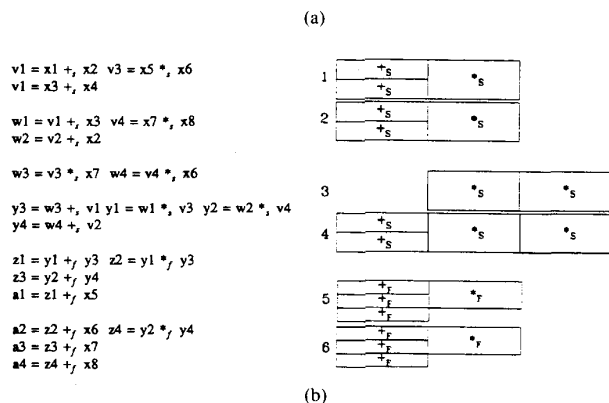 (a)
v1 = x1 +s x2 v3 = x5 *s x6
v1 = x3 +s x4
w1 = v1 +s x3 v4 = x7 *s x8
w2 = v2 +s x2
w3 = v3 *s x7 w4 = v4 *s x6
y3 = w3 +s v1 y1 = w1 *s v3 y2 = w2 *s v4
y4 = w4 +s v2
z1 = y1 +f y3 z2 = y1 *f y3
z3 = y2 +f y4
a1 = z1 +f x5
a2 = z2 +f x6 z4 = y2 *f y4
a3 = z3 +f x7
a4 = z4 +f x8
1
+S
+S
*S
2
+S
+S
*S
3
*S
*S
4
+S
+S
*S
*S
5
+F
+F
+F
*F
6
+F
+F
+F
*F
(b)